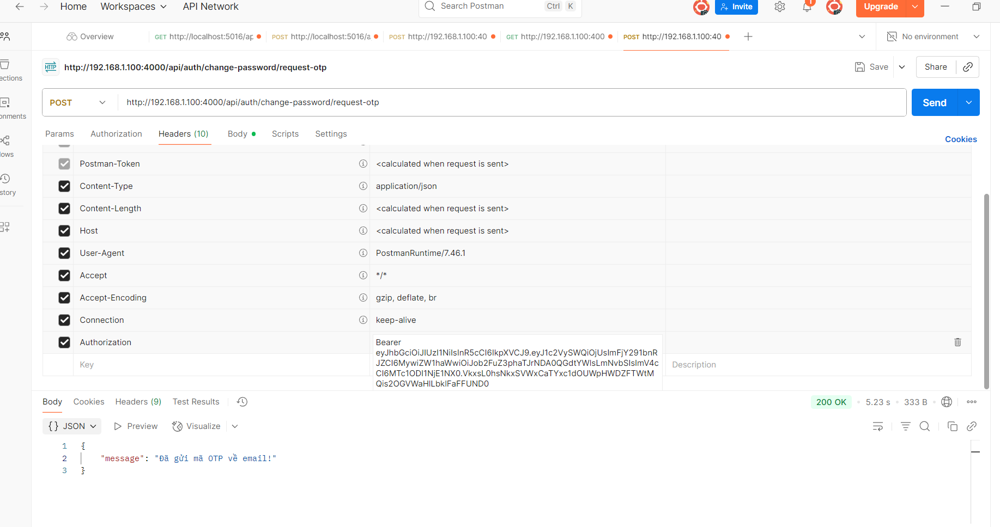 Home Workspaces API Network Search Postman Ctrl K Invite 1 Upgrade
Overview GET http://localhost:5016/ap POST http://localhost:5016/a POST http://192.168.1.100:40 GET http://192.168.1.100:400 POST http://192.168.1.100:40 No environment
HTTP http://192.168.1.100:4000/api/auth/change-password/request-otp Save Share
ections
POST http://192.168.1.100:4000/api/auth/change-password/request-otp Send
onments
Params Authorization Headers (10) Body Scripts Settings Cookies
lows
Postman-Token <calculated when request is sent>
Content-Type application/json
story
Content-Length <calculated when request is sent>
Host <calculated when request is sent>
User-Agent PostmanRuntime/7.46.1
Accept */*
Accept-Encoding gzip, deflate, br
Connection keep-alive
Authorization Bearer
Key Description
Body Cookies Headers (9) Test Results 200 OK 5.23 s 333 B
{} JSON Preview Visualize
1 {
2 "message": "Đã gửi mã OTP về email!"
3 }